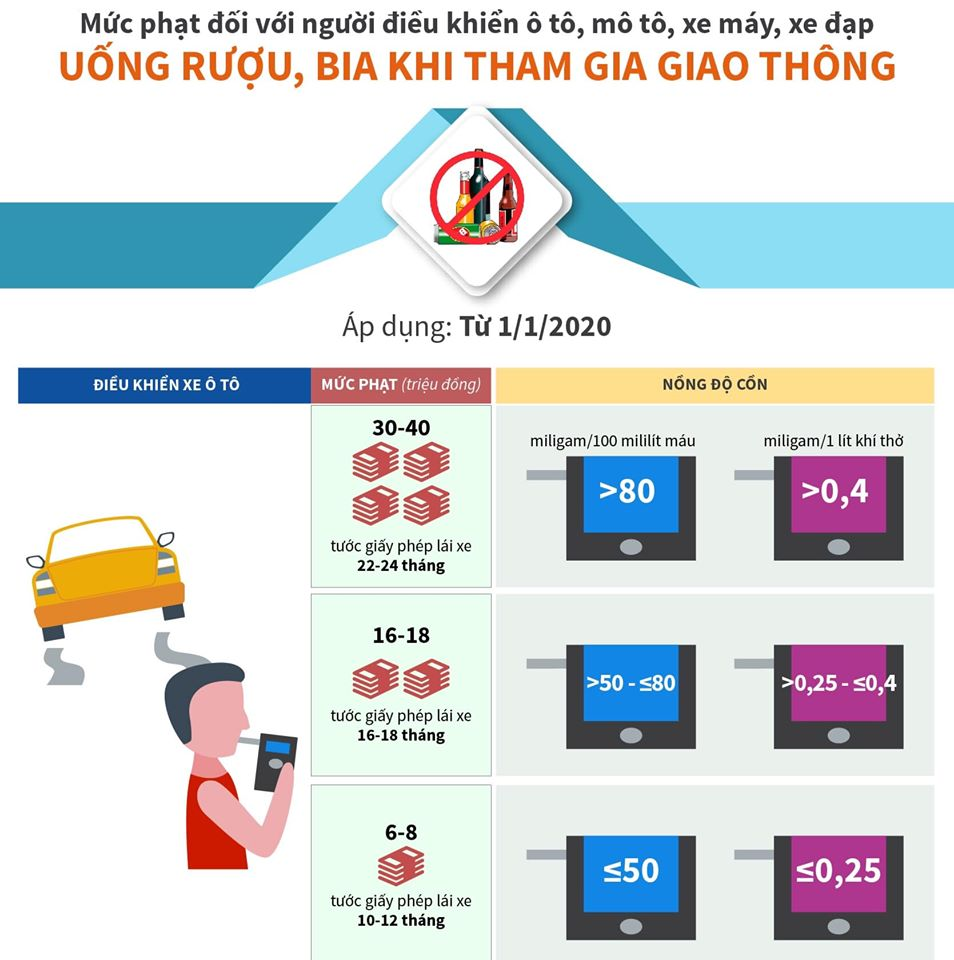 Mức phạt đối với người điều khiển ô tô, mô tô, xe máy, xe đạp
UỐNG RƯỢU, BIA KHI THAM GIA GIAO THÔNG
Áp dụng: Từ 1/1/2020
ĐIỀU KHIỂN XE Ô TÔ
MỨC PHẠT (triệu đồng)
NỒNG ĐỘ CỒN
30-40
tước giấy phép lái xe
22-24 tháng
miligam/100 mililít máu
miligam/1 lít khí thở
>80
>0,4
16-18
tước giấy phép lái xe
16-18 tháng
>50 - ≤80
>0,25 - ≤0,4
6-8
tước giấy phép lái xe
10-12 tháng
≤50
≤0,25